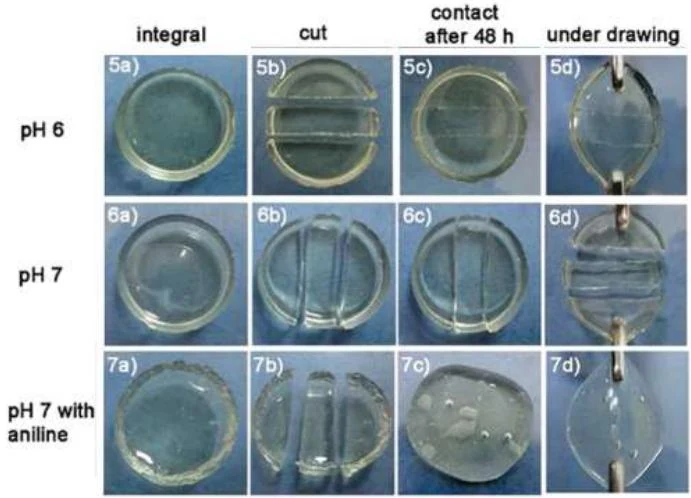 integral
cut
contact
after 48 h
under drawing
pH 6
5a)
5b)
5c)
5d)
pH 7
6a)
6b)
6c)
6d)
pH 7 with
aniline
7a)
7b)
7c)
7d)